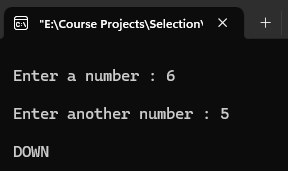 "E:\Course Projects\Selection\
Enter a number : 6
Enter another number : 5
DOWN